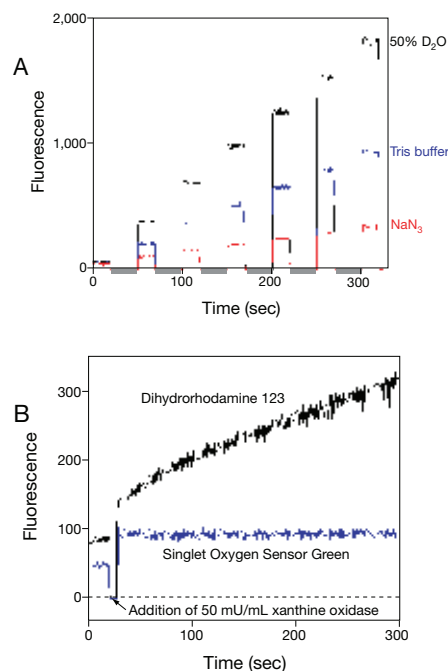 A
2,000
1,000
0
Fluorescence
50% D₂O
Tris buffer
NaN₃
0
100
200
300
Time (sec)
B
300
200
100
0
Fluorescence
Dihydrorhodamine 123
Singlet Oxygen Sensor Green
Addition of 50 mU/mL xanthine oxidase
0
100
200
300
Time (sec)